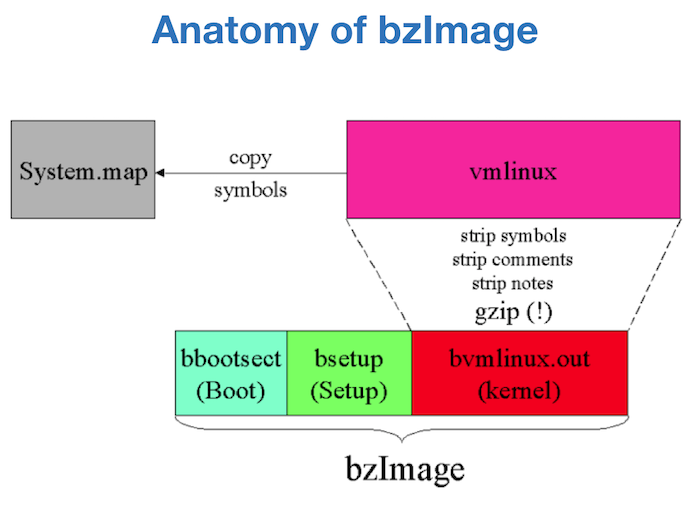 Anatomy of bzImage
System.map
copy
symbols
vmlinux
strip symbols
strip comments
strip notes
gzip (!)
bbootsect
(Boot)
bsetup
(Setup)
bvmlinux.out
(kernel)
bzImage